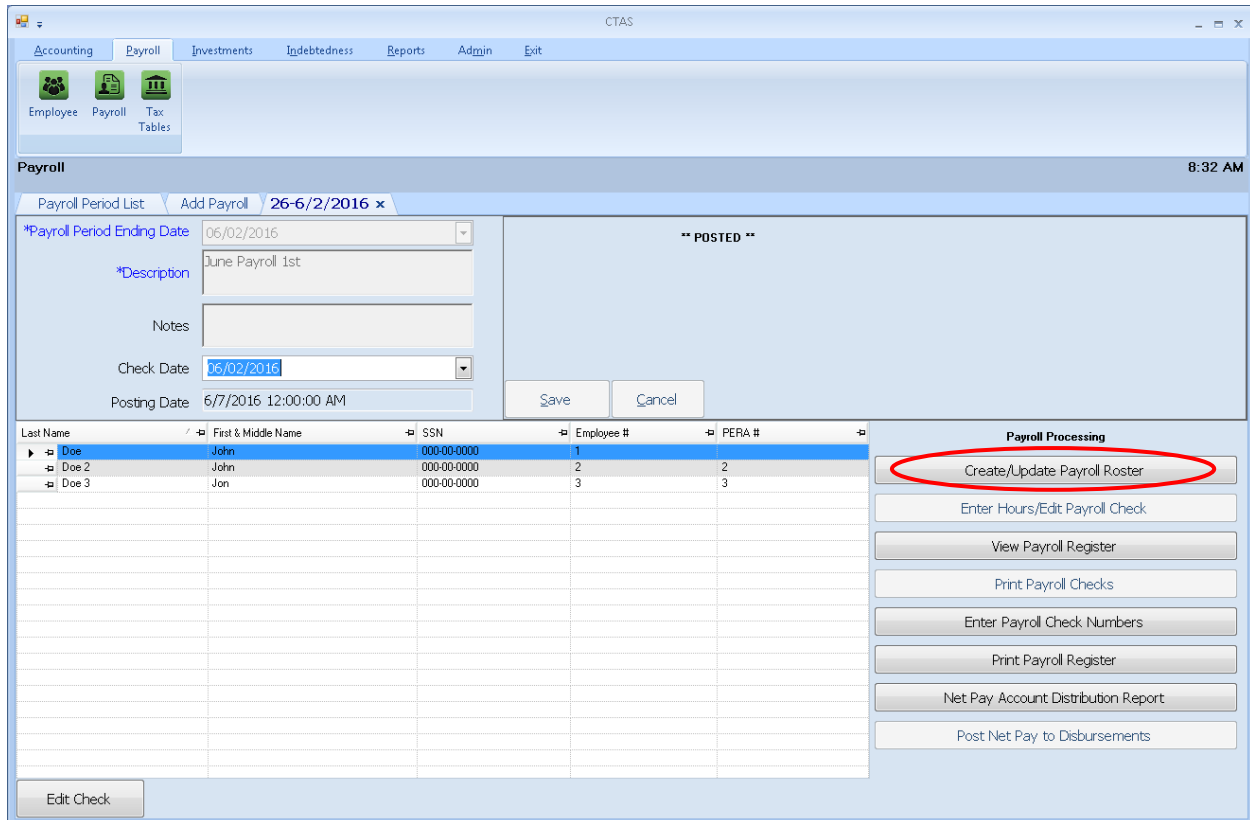 CTAS
Accounting Payroll Investments Indebtedness Reports Admin Exit
Employee Payroll Tax Tables
Payroll 8:32 AM
Payroll Period List Add Payroll 26-6/2/2016 x
*Payroll Period Ending Date 06/02/2016
** POSTED **
*Description June Payroll 1st
Notes
Check Date 06/02/2016
Posting Date 6/7/2016 12:00:00 AM
Save Cancel
Last Name First & Middle Name SSN Employee # PERA #
Doe John 000-00-0000 1
Doe 2 John 000-00-0000 2 2
Doe 3 Jon 000-00-0000 3 3
Payroll Processing
Create/Update Payroll Roster
Enter Hours/Edit Payroll Check
View Payroll Register
Print Payroll Checks
Enter Payroll Check Numbers
Print Payroll Register
Net Pay Account Distribution Report
Post Net Pay to Disbursements
Edit Check